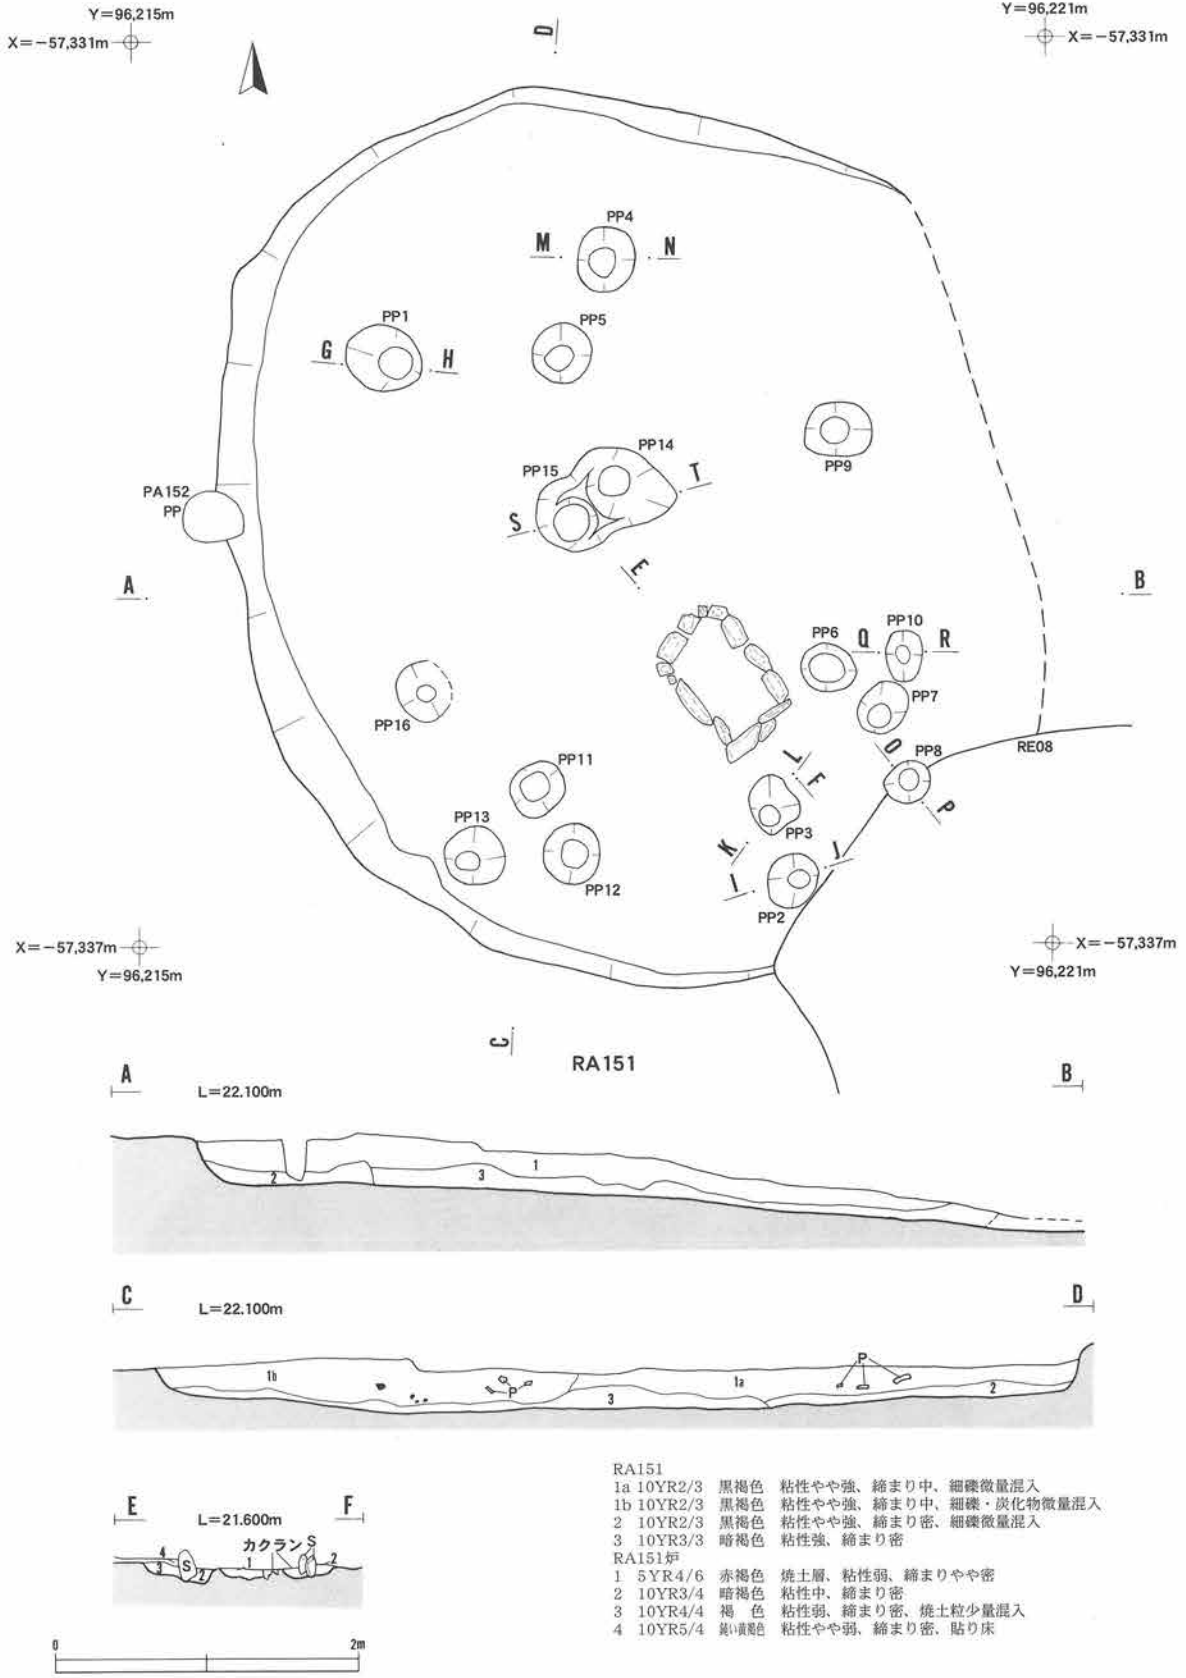 Y=96,215m
X=−57,331m
Y=96,221m
X=−57,331m
D
PP4
M
N
PP1
PP5
G
H
PP14
PP15
T
PP9
PA152
PP
S
E
A
B
PP6
Q
PP10
R
PP7
PP16
O
PP8
RE08
PP11
L
F
P
PP13
PP3
K
J
I
PP12
PP2
X=−57,337m
Y=96,215m
X=−57,337m
Y=96,221m
C
RA151
A
L=22.100m
B
1
2
3
C
L=22.100m
D
1b
P
1a
P
3
2
E
L=21.600m
F
カクラン S
4
3
S
2
1
2
RA151
1a 10YR2/3 黒褐色 粘性やや強、締まり中、細礫微量混入
1b 10YR2/3 黒褐色 粘性やや強、締まり中、細礫・炭化物微量混入
2 10YR2/3 黒褐色 粘性やや強、締まり密、細礫微量混入
3 10YR3/3 暗褐色 粘性強、締まり密
RA151炉
1 5YR4/6 赤褐色 焼土層、粘性弱、締まりやや密
2 10YR3/4 暗褐色 粘性中、締まり密
3 10YR4/4 褐 色 粘性弱、締まり密、焼土粒少量混入
4 10YR5/4 鈍い黄褐色 粘性やや弱、締まり密、貼り床
0
2m